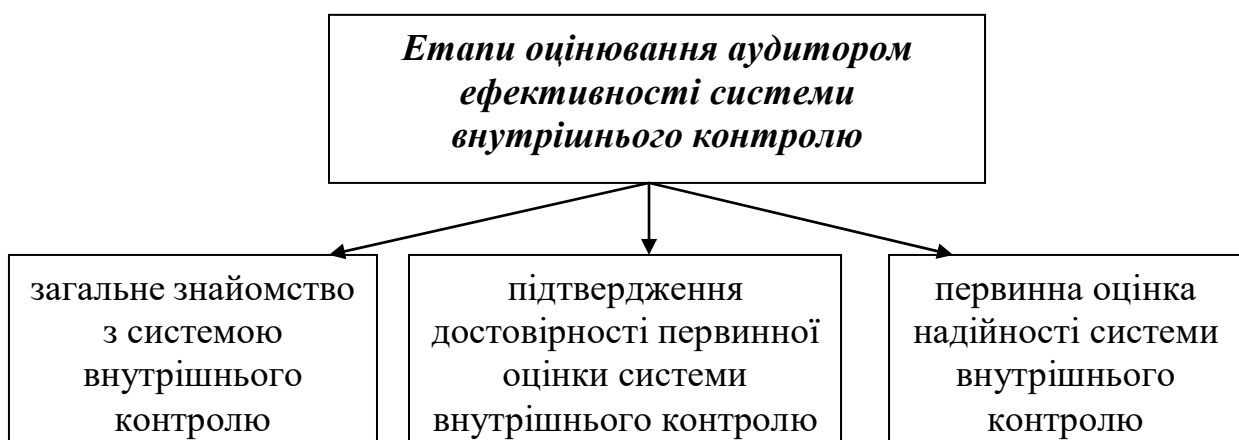 Етапи оцінювання аудитором
ефективності системи
внутрішнього контролю
загальне знайомство
з системою
внутрішнього
контролю
підтвердження
достовірності первинної
оцінки системи
внутрішнього контролю
первинна оцінка
надійності системи
внутрішнього
контролю